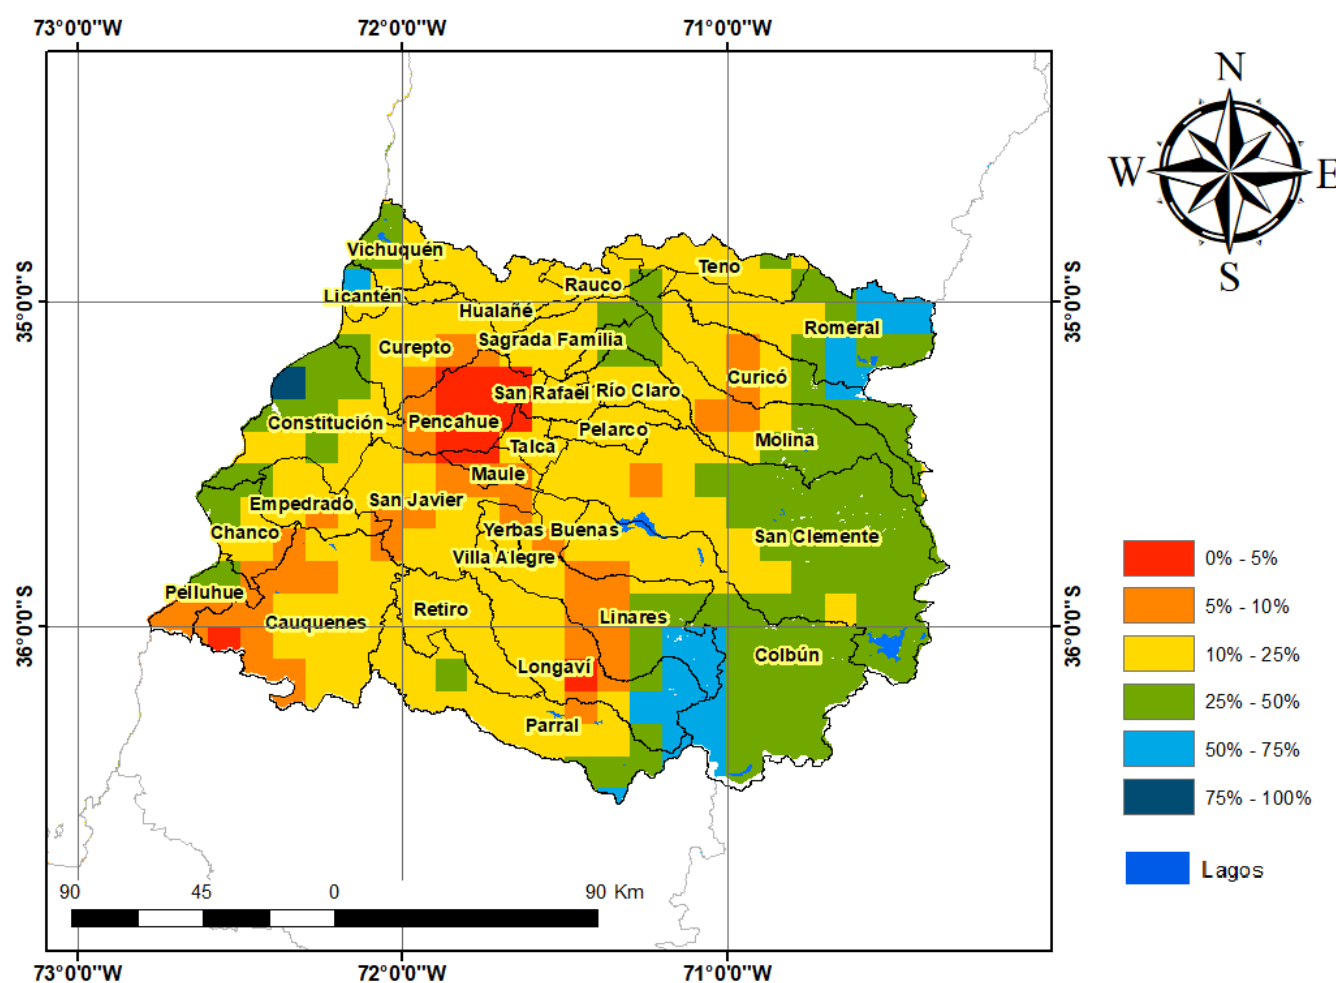 73°0'0"W 72°0'0"W 71°0'0"W
N
W E
S
35°0'0"S 35°0'0"S
36°0'0"S 36°0'0"S
Vichuquén
Teno
Rauco
Licantén
Hualañé
Romeral
Sagrada Familia
Curepto
Curicó
San Rafael Río Claro
Constitución Pencahue
Pelarco
Molina
Talca
Maule
San Javier
Empedrado
Yerbas Buenas
Chanco
San Clemente
Villa Alegre
Pelluhue
Retiro
Linares
Cauquenes
Colbún
Longaví
Parral
0% - 5%
5% - 10%
10% - 25%
25% - 50%
50% - 75%
75% - 100%
Lagos
90 45 0 90 Km
73°0'0"W 72°0'0"W 71°0'0"W